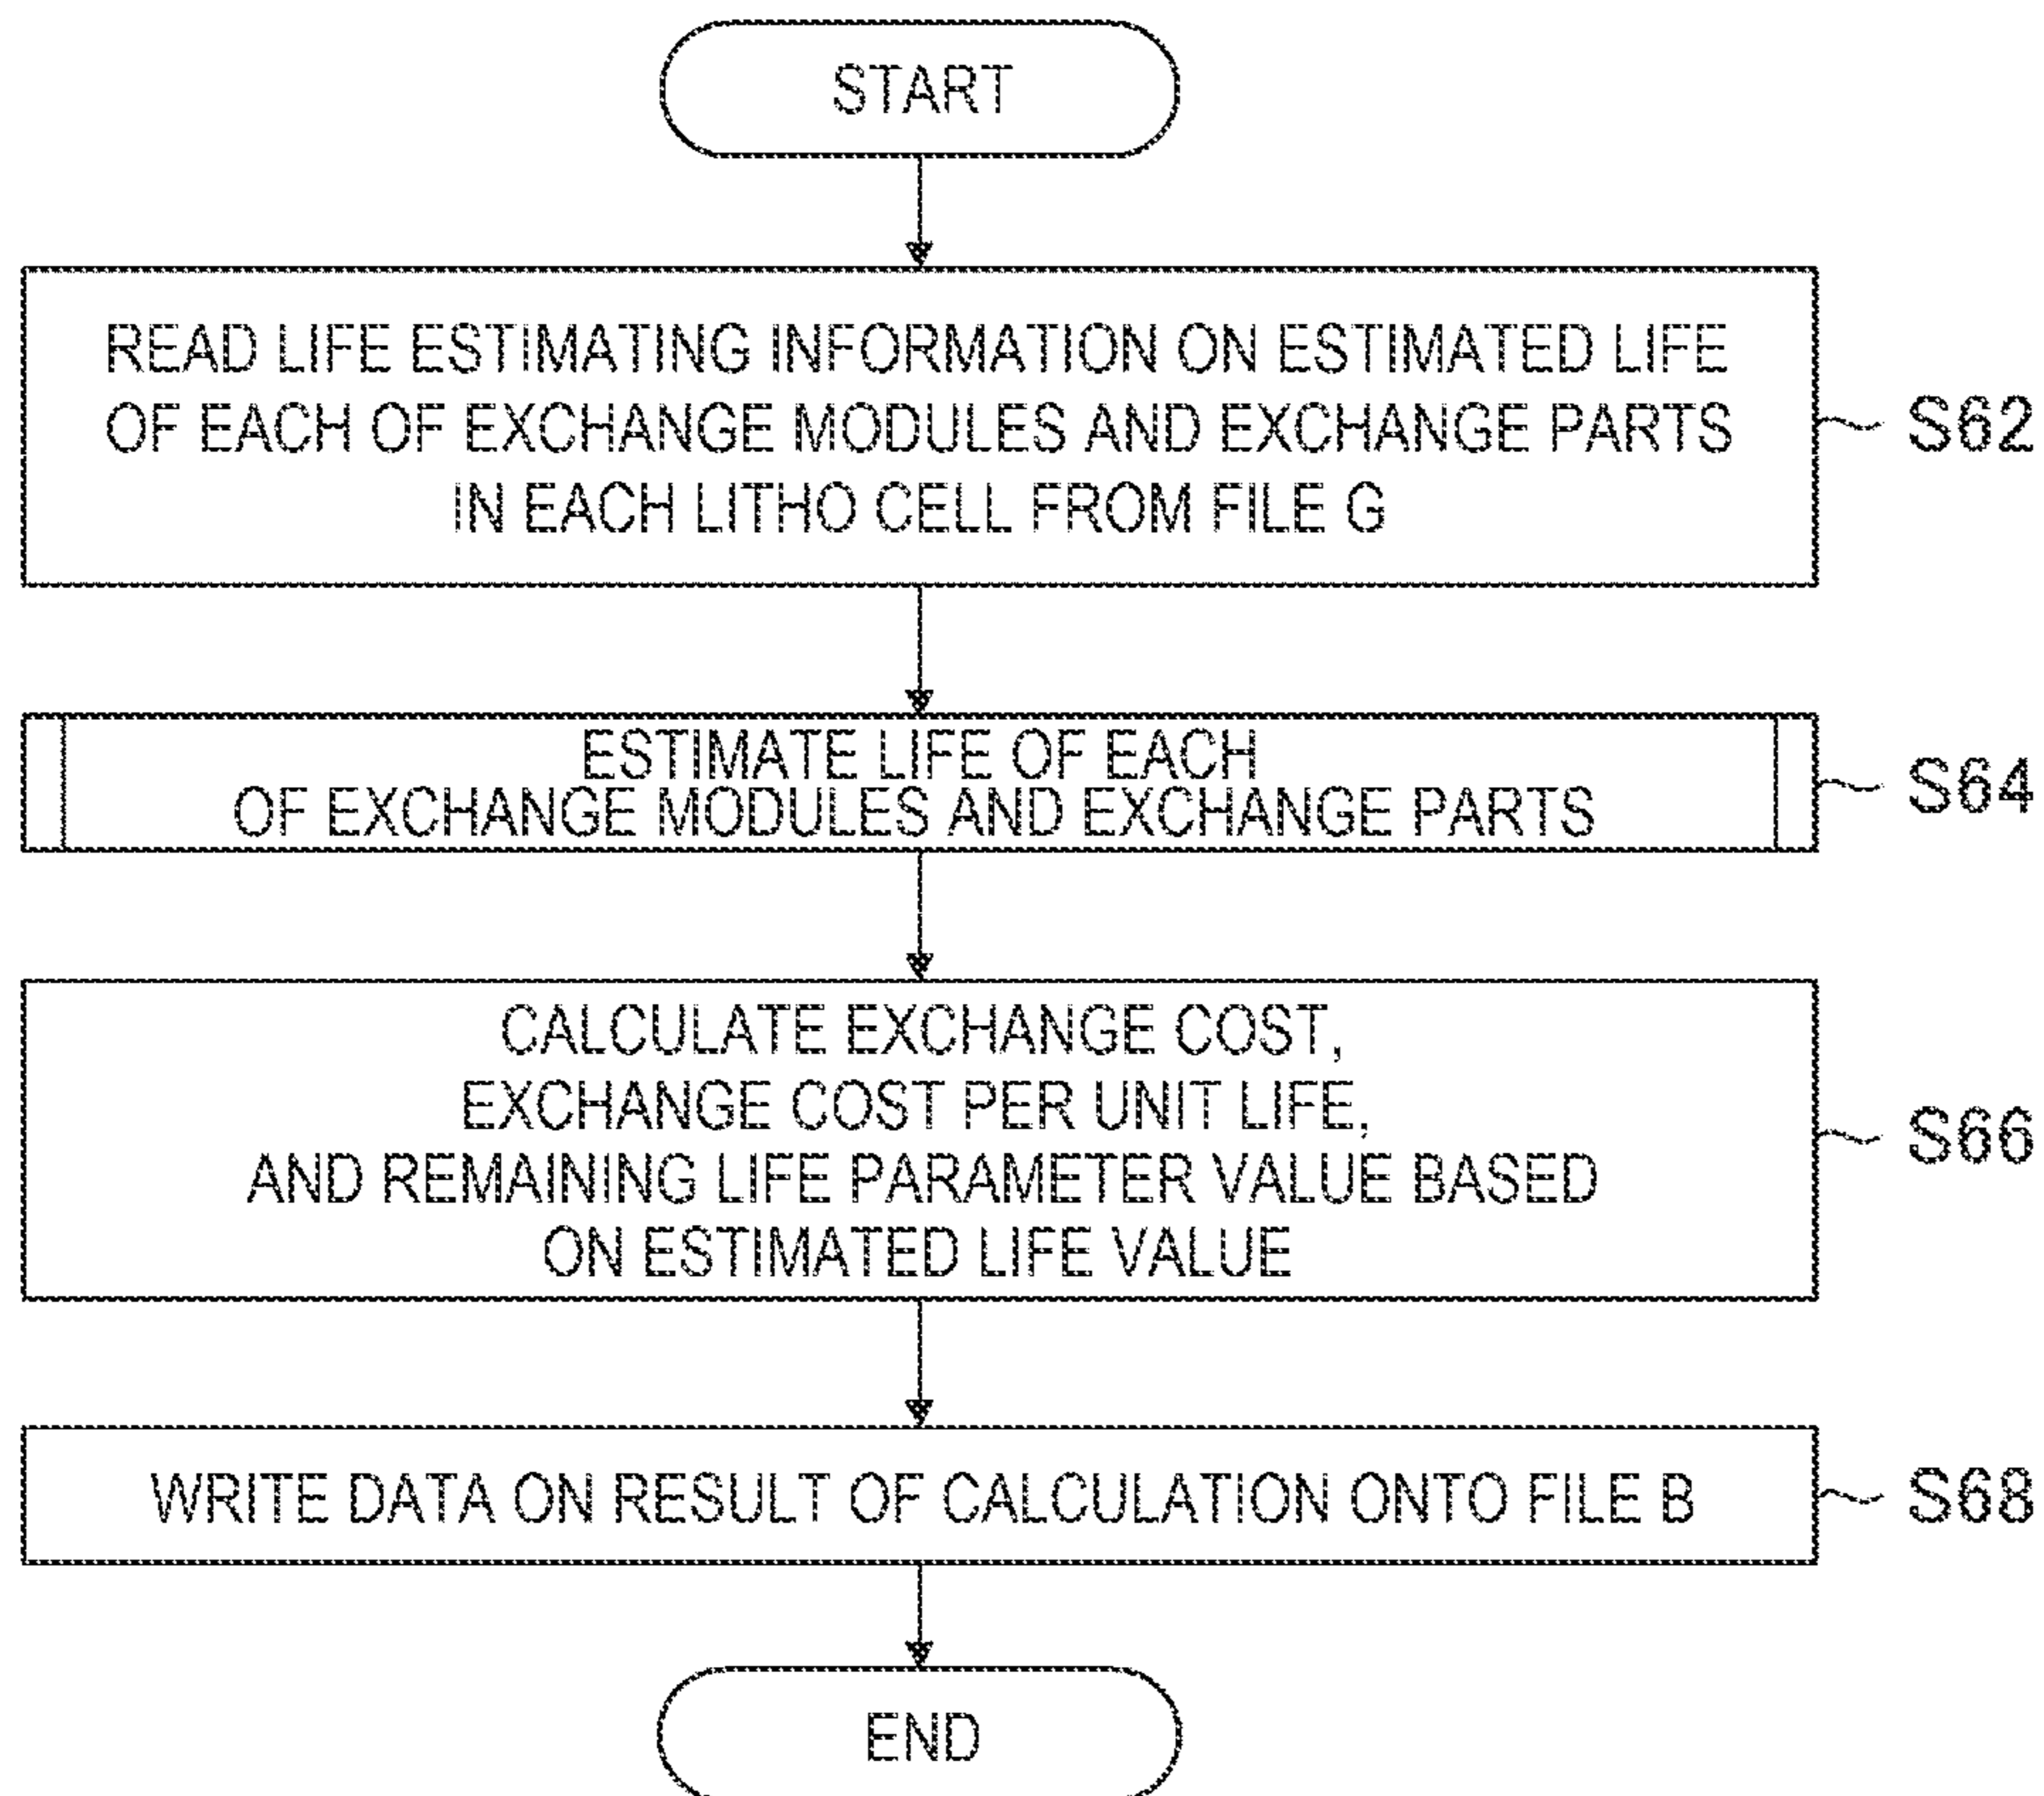 START
READ LIFE ESTIMATING INFORMATION ON ESTIMATED LIFE
OF EACH OF EXCHANGE MODULES AND EXCHANGE PARTS
IN EACH LITHO CELL FROM FILE G
S62
ESTIMATE LIFE OF EACH
OF EXCHANGE MODULES AND EXCHANGE PARTS
S64
CALCULATE EXCHANGE COST,
EXCHANGE COST PER UNIT LIFE,
AND REMAINING LIFE PARAMETER VALUE BASED
ON ESTIMATED LIFE VALUE
S66
WRITE DATA ON RESULT OF CALCULATION ONTO FILE B
S68
END